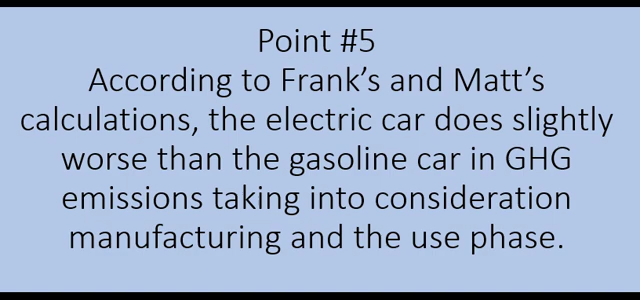 Point #5
According to Frank’s and Matt’s
calculations, the electric car does slightly
worse than the gasoline car in GHG
emissions taking into consideration
manufacturing and the use phase.